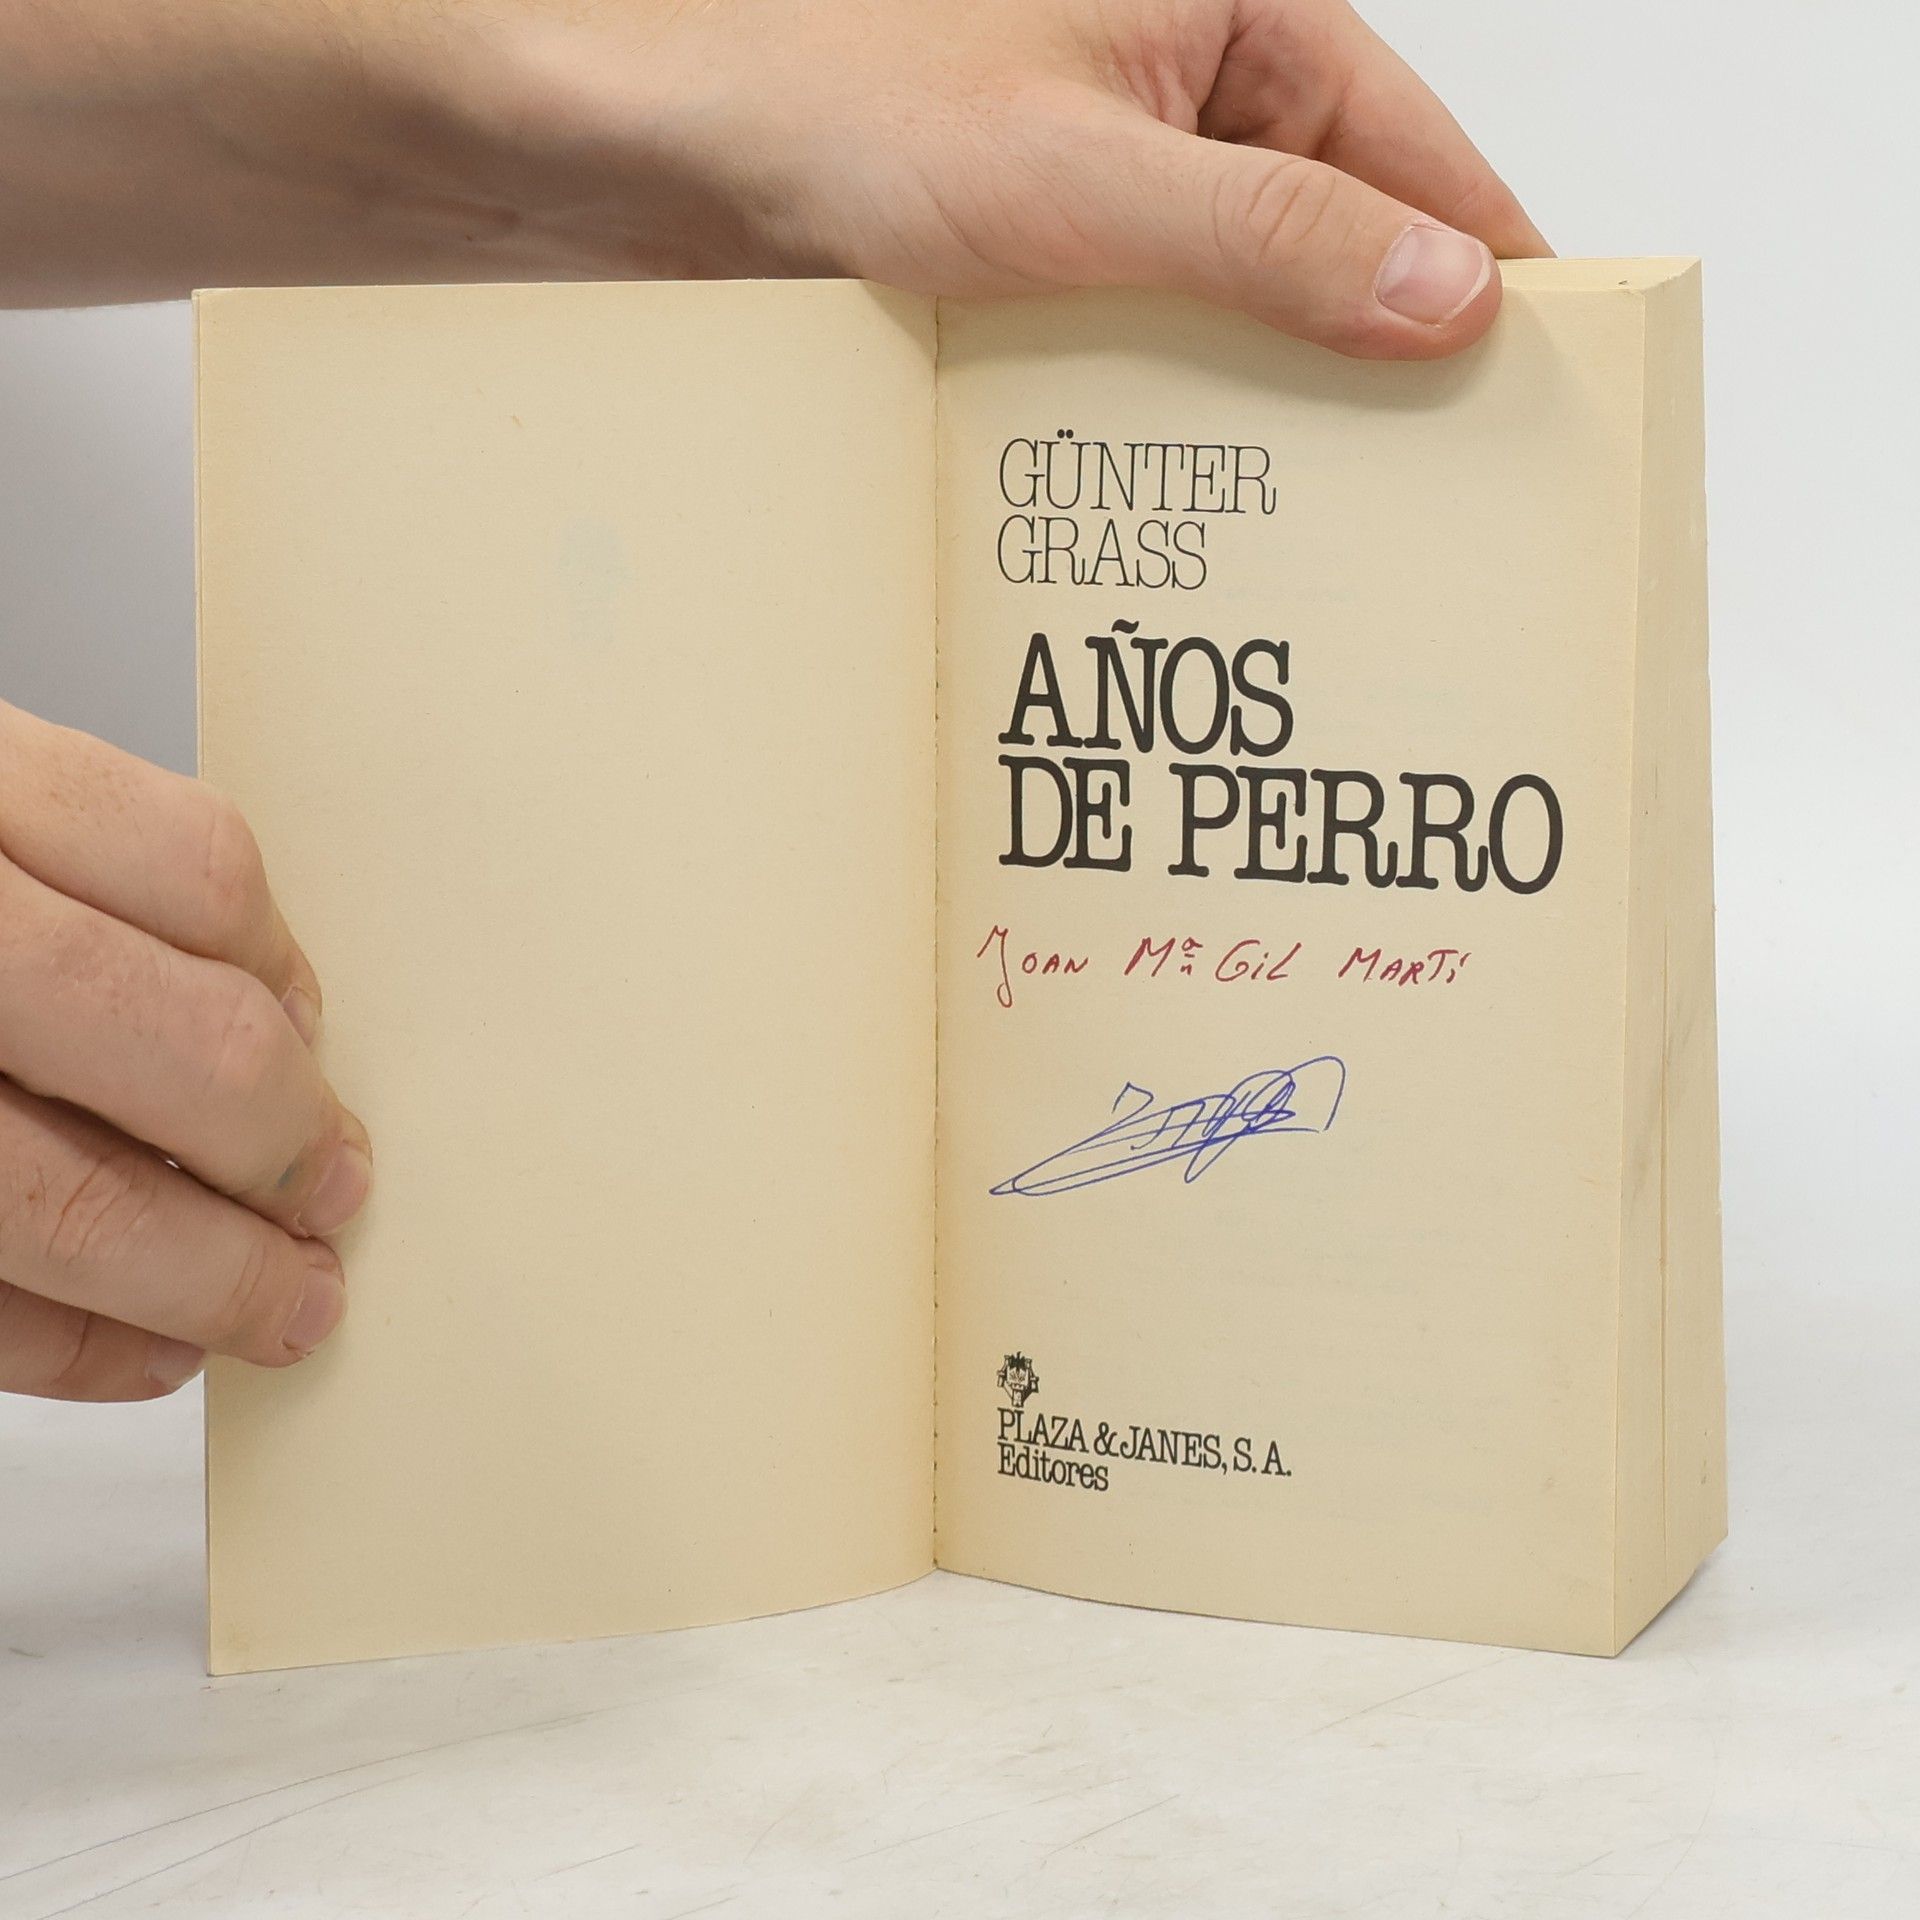 GÜNTER
GRASS
AÑOS
DE PERRO
JOAN Mª GIL MARTÍ
PLAZA & JANES, S. A.
Editores